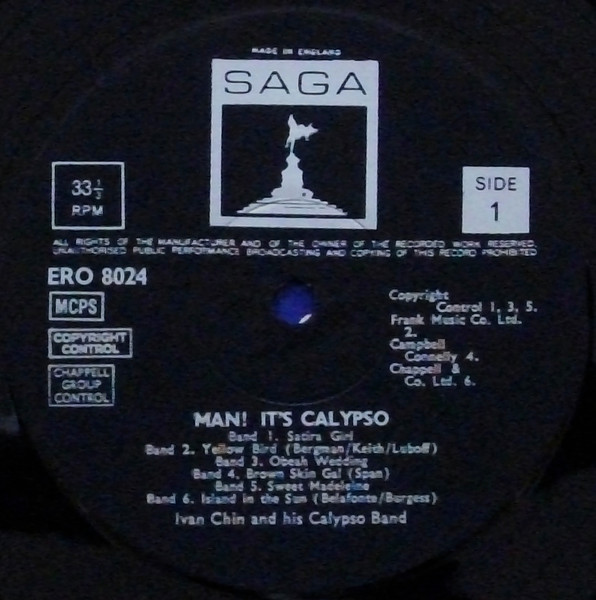 MADE IN ENGLAND
SAGA
33⅓
RPM
SIDE
1
ALL RIGHTS OF THE MANUFACTURER AND OF THE OWNER OF THE RECORDED WORK RESERVED.
UNAUTHORISED PUBLIC PERFORMANCE BROADCASTING AND COPYING OF THIS RECORD PROHIBITED
ERO 8024
MCPS
COPYRIGHT
CONTROL
CHAPPELL
GROUP
CONTROL
Copyright
Control 1, 3, 5.
Frank Music Co. Ltd.
2.
Campbell
Connelly 4.
Chappell &
Co. Ltd. 6.
MAN! IT'S CALYPSO
Band 1. Satira Girl
Band 2. Yellow Bird (Bergman/Keith/Luboff)
Band 3. Obeah Wedding
Band 4. Brown Skin Gal (Span)
Band 5. Sweet Madeleine
Band 6. Island in the Sun (Belafonte/Burgess)
Ivan Chin and his Calypso Band